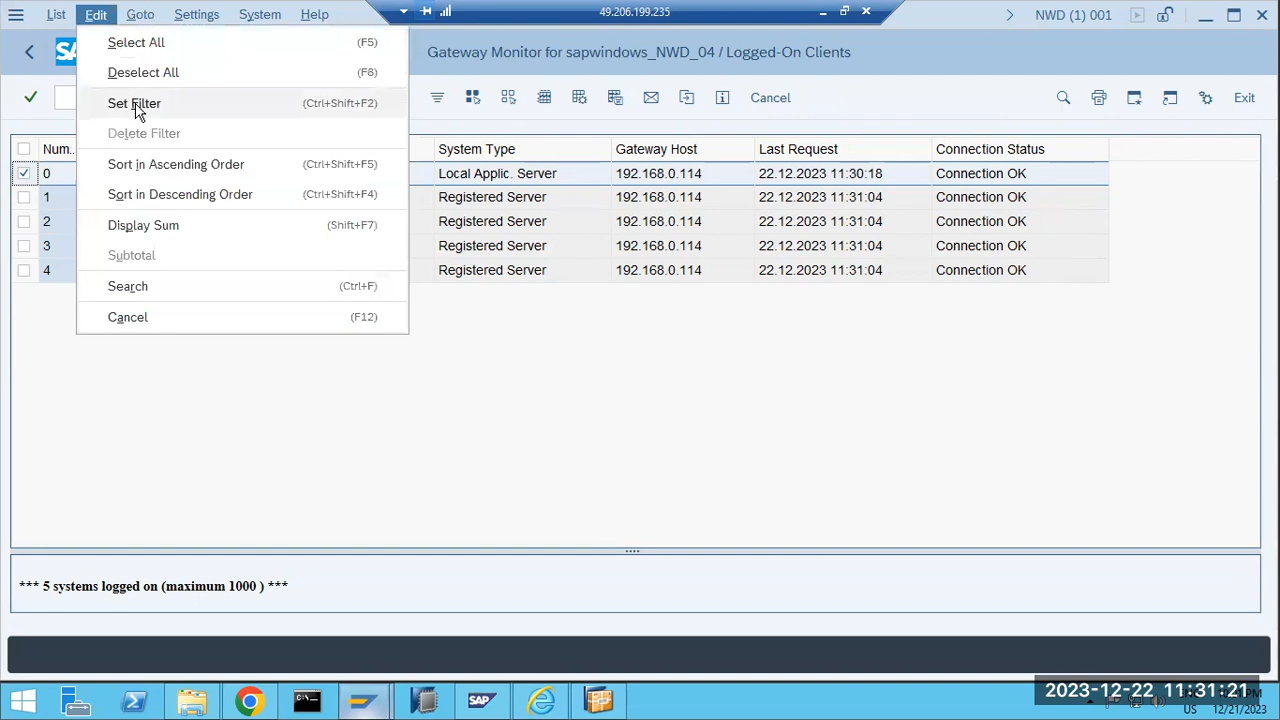 List Edit Goto Settings System Help 49.206.199.235 NWD (1) 001
SA Gateway Monitor for sapwindows_NWD_04 / Logged-On Clients
Cancel Exit
Select All (F5)
Deselect All (F6)
Set Filter (Ctrl+Shift+F2)
Delete Filter
Sort in Ascending Order (Ctrl+Shift+F5)
Sort in Descending Order (Ctrl+Shift+F4)
Display Sum (Shift+F7)
Subtotal
Search (Ctrl+F)
Cancel (F12)
Num.. System Type Gateway Host Last Request Connection Status
0 Local Applic. Server 192.168.0.114 22.12.2023 11:30:18 Connection OK
1 Registered Server 192.168.0.114 22.12.2023 11:31:04 Connection OK
2 Registered Server 192.168.0.114 22.12.2023 11:31:04 Connection OK
3 Registered Server 192.168.0.114 22.12.2023 11:31:04 Connection OK
4 Registered Server 192.168.0.114 22.12.2023 11:31:04 Connection OK
*** 5 systems logged on (maximum 1000 ) ***
SAP
2023-12-22 11:31:21
US 12/21/2023